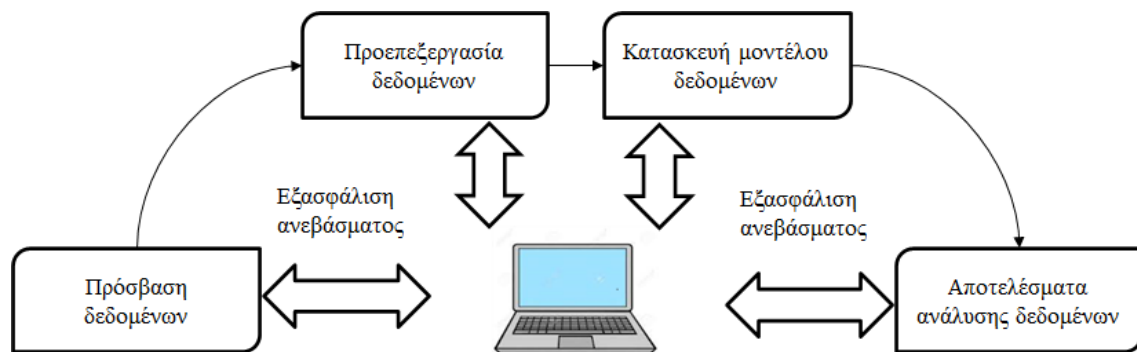 Προεπεξεργασία
δεδομένων
Κατασκευή μοντέλου
δεδομένων
Εξασφάλιση
ανεβάσματος
Εξασφάλιση
ανεβάσματος
Πρόσβαση
δεδομένων
Αποτελέσματα
ανάλυσης δεδομένων